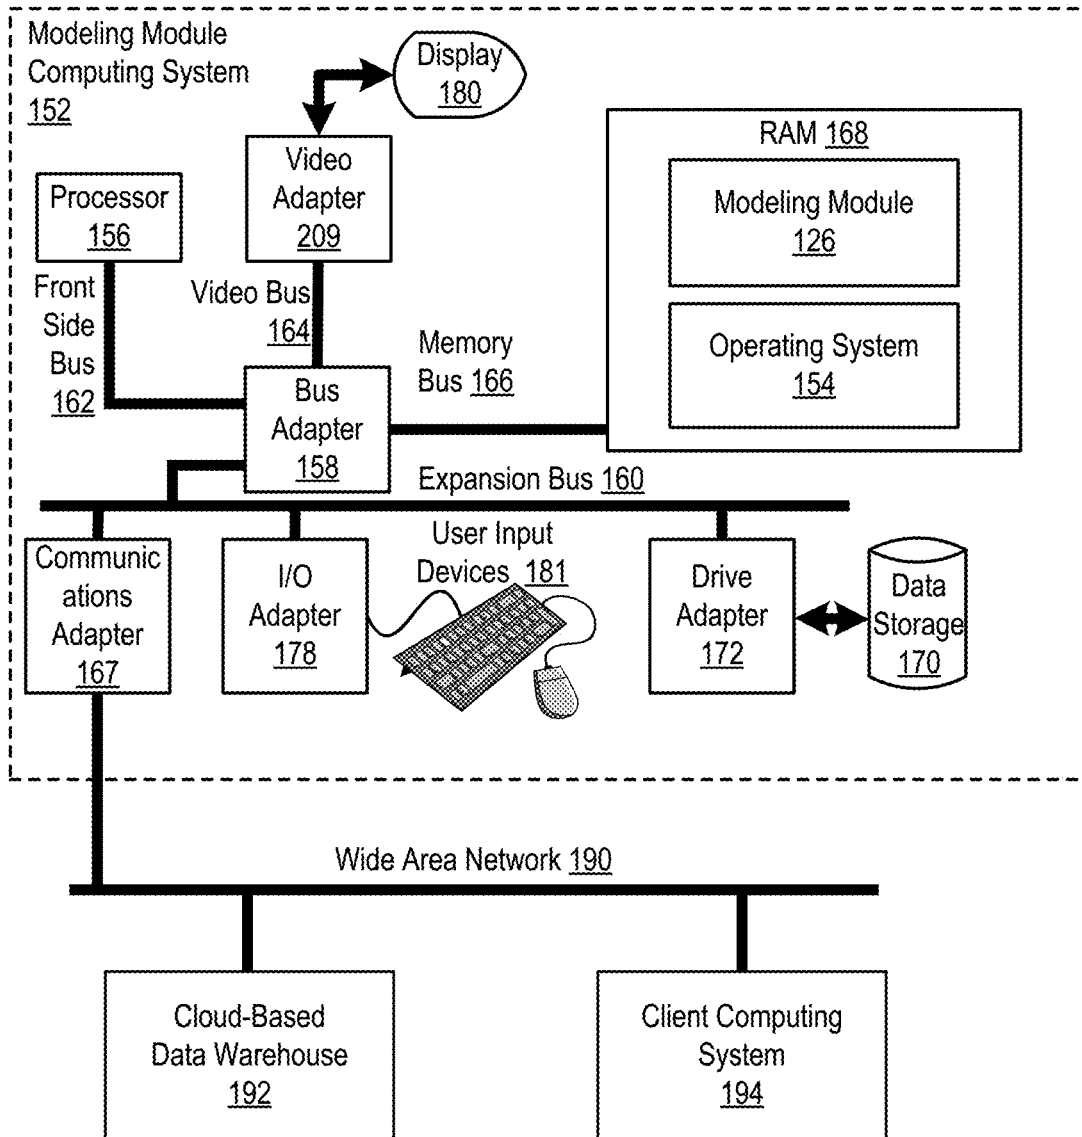 Modeling Module
Computing System
152
Display
180
Video
Adapter
209
Processor
156
RAM 168
Modeling Module
126
Operating System
154
Front
Side
Bus
162
Video Bus
164
Memory
Bus 166
Bus
Adapter
158
Expansion Bus 160
Communic
ations
Adapter
167
I/O
Adapter
178
User Input
Devices 181
Drive
Adapter
172
Data
Storage
170
Wide Area Network 190
Cloud-Based
Data Warehouse
192
Client Computing
System
194